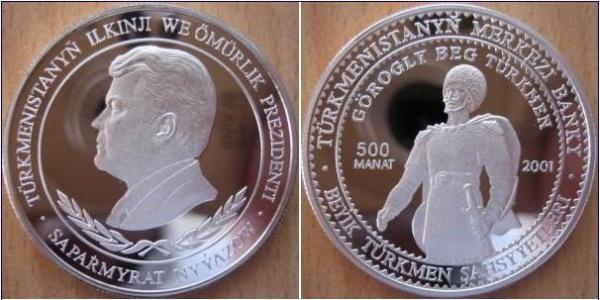 TÜRKMENISTANYŇ ILKINJI WE ÖMÜRLIK PREZIDENTI
· SAPARMYRAT NYÝAZOW ·
· TÜRKMENISTANYŇ MERKEZI BANKY ·
GÖROGLY BEG TÜRKMEN
500
MANAT
2001
BEÝIK TÜRKMEN ŞAHSYÝETLERI